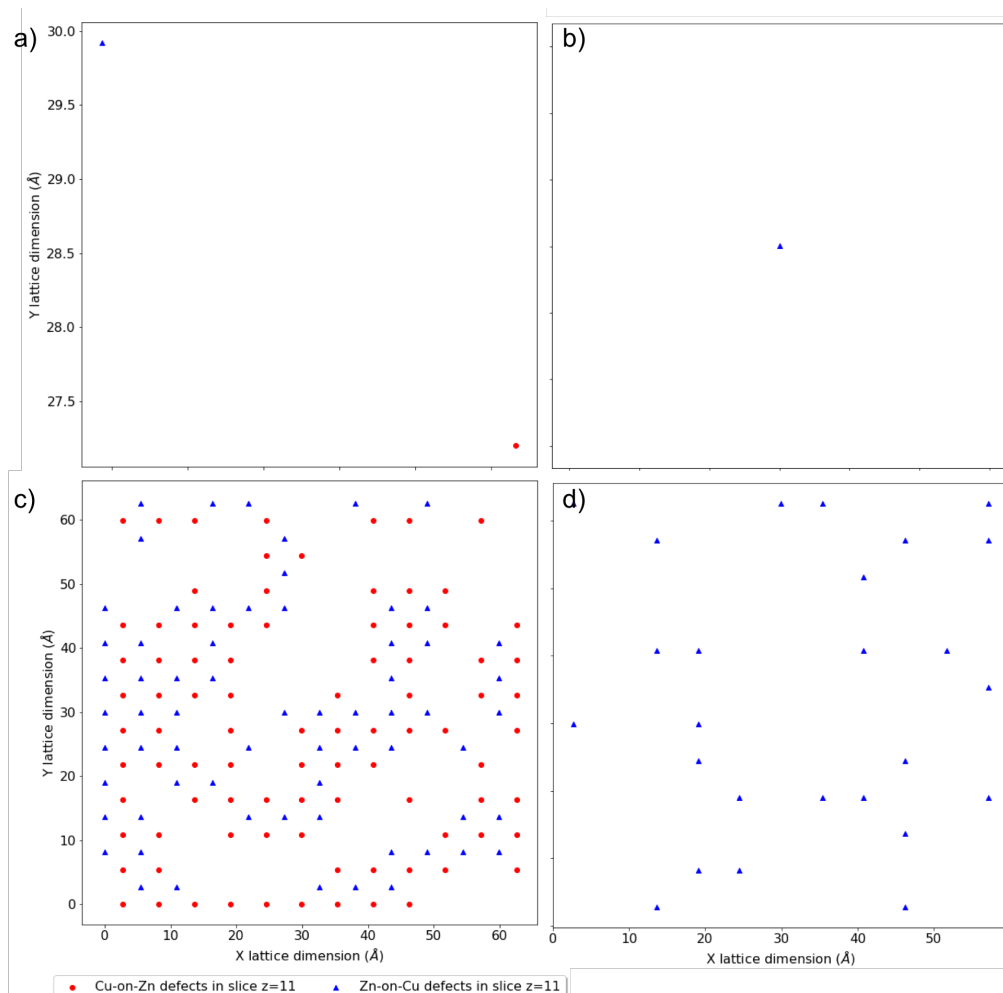 a)
b)
30.0
29.5
29.0
28.5
28.0
27.5
Y lattice dimension (Å)
c)
d)
60
50
40
30
20
10
0
Y lattice dimension (Å)
0 10 20 30 40 50 60
X lattice dimension (Å)
0 10 20 30 40 50
X lattice dimension (Å)
Cu-on-Zn defects in slice z=11
Zn-on-Cu defects in slice z=11